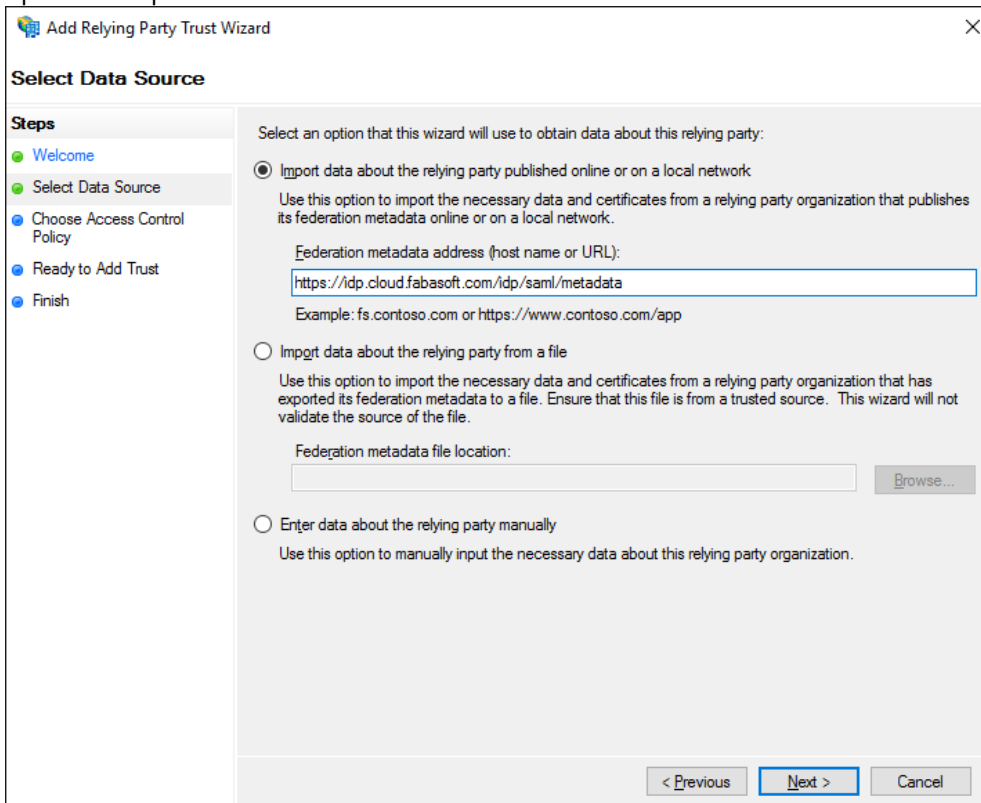 Add Relying Party Trust Wizard
Select Data Source
Steps
Welcome
Select Data Source
Choose Access Control
Policy
Ready to Add Trust
Finish
Select an option that this wizard will use to obtain data about this relying party:
Import data about the relying party published online or on a local network
Use this option to import the necessary data and certificates from a relying party organization that publishes
its federation metadata online or on a local network.
Federation metadata address (host name or URL):
https://idp.cloud.fabasoft.com/idp/saml/metadata
Example: fs.contoso.com or https://www.contoso.com/app
Import data about the relying party from a file
Use this option to import the necessary data and certificates from a relying party organization that has
exported its federation metadata to a file. Ensure that this file is from a trusted source.  This wizard will not
validate the source of the file.
Federation metadata file location:
Browse...
Enter data about the relying party manually
Use this option to manually input the necessary data about this relying party organization.
< Previous
Next >
Cancel